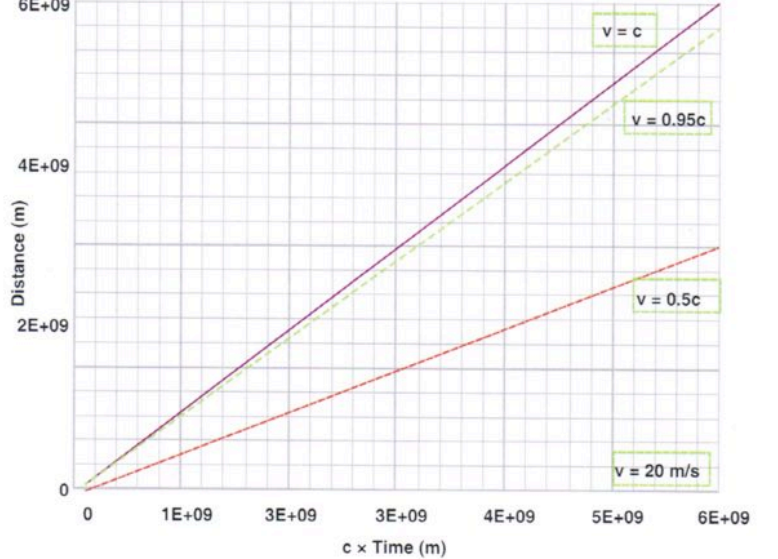 6E+09
v = c
v = 0.95c
4E+09
Distance (m)
v = 0.5c
2E+09
v = 20 m/s
0
0 1E+09 3E+09 3E+09 4E+09 5E+09 6E+09
c × Time (m)